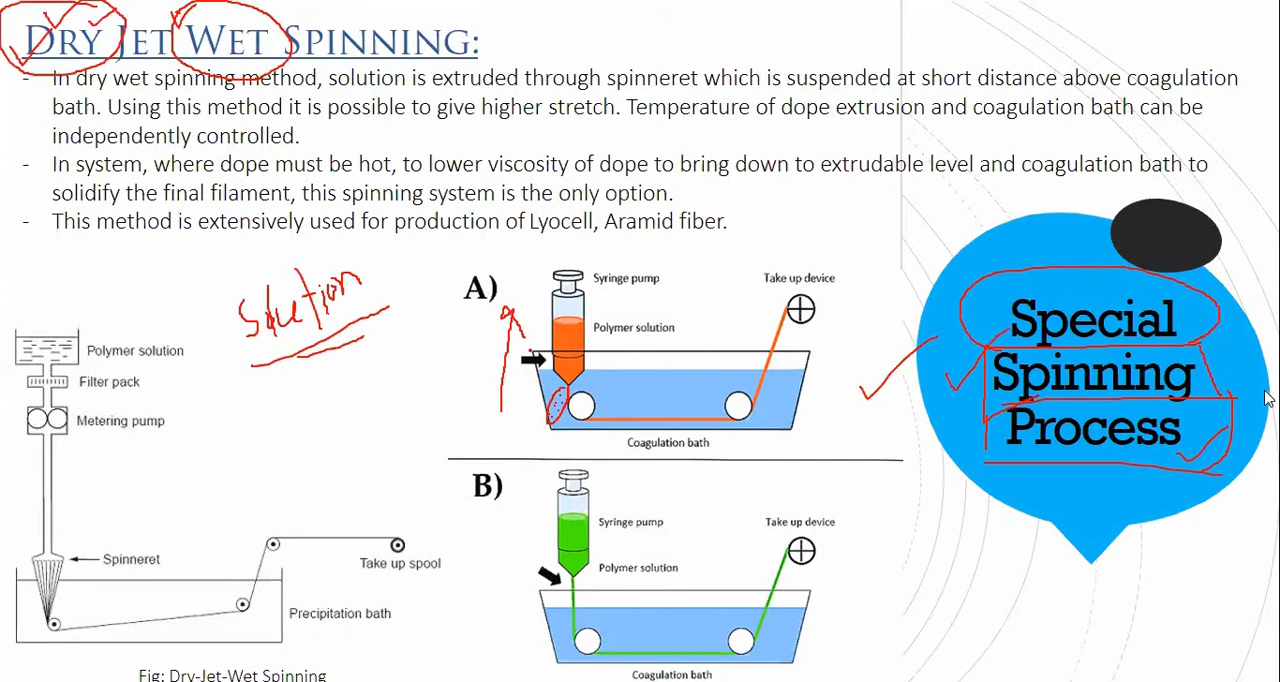 DRY JET WET SPINNING:
- In dry wet spinning method, solution is extruded through spinneret which is suspended at short distance above coagulation
bath. Using this method it is possible to give higher stretch. Temperature of dope extrusion and coagulation bath can be
independently controlled.
- In system, where dope must be hot, to lower viscosity of dope to bring down to extrudable level and coagulation bath to
solidify the final filament, this spinning system is the only option.
- This method is extensively used for production of Lyocell, Aramid fiber.
Solution
Polymer solution
Filter pack
Metering pump
Spinneret
Take up spool
Precipitation bath
Fig: Dry-Jet-Wet Spinning
A)
Syringe pump
Take up device
Polymer solution
Coagulation bath
B)
Syringe pump
Take up device
Polymer solution
Coagulation bath
Special
Spinning
Process